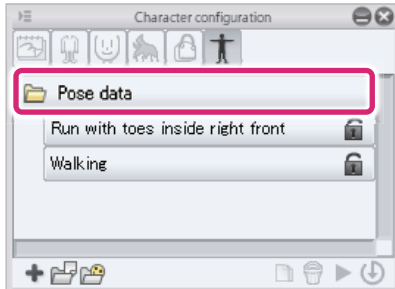 Character configuration
Pose data
Run with toes inside right front
Walking